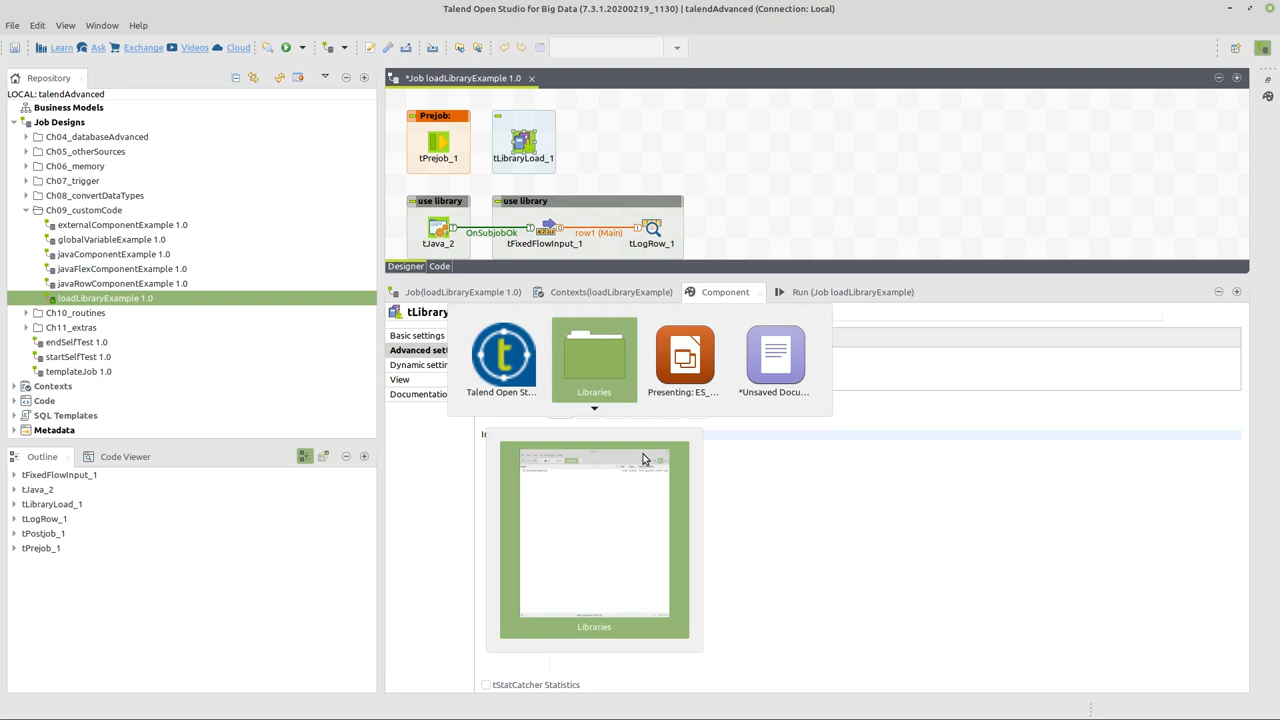 Talend Open Studio for Big Data (7.3.1.20200219_1130) | talendAdvanced (Connection: Local)
File Edit View Window Help
Learn Ask Exchange Videos Cloud
Repository
LOCAL: talendAdvanced
Business Models
Job Designs
Ch04_databaseAdvanced
Ch05_otherSources
Ch06_memory
Ch07_trigger
Ch08_convertDataTypes
Ch09_customCode
externalComponentExample 1.0
globalVariableExample 1.0
javaComponentExample 1.0
javaFlexComponentExample 1.0
javaRowComponentExample 1.0
loadLibraryExample 1.0
Ch10_routines
Ch11_extras
endSelfTest 1.0
startSelfTest 1.0
templateJob 1.0
Contexts
Code
SQL Templates
Metadata
Outline Code Viewer
tFixedFlowInput_1
tJava_2
tLibraryLoad_1
tLogRow_1
tPostjob_1
tPrejob_1
*Job loadLibraryExample 1.0
Prejob:
tPrejob_1 tLibraryLoad_1
use library use library
OnSubjobOk row1 (Main)
tJava_2 tFixedFlowInput_1 tLogRow_1
Designer Code
Job(loadLibraryExample 1.0) Contexts(loadLibraryExample) Component Run (Job loadLibraryExample)
tLibrary
Basic settings
Advanced set
Dynamic settin
View
Documentatio
Talend Open St... Libraries Presenting: ES_... *Unsaved Docu...
Libraries
tStatCatcher Statistics